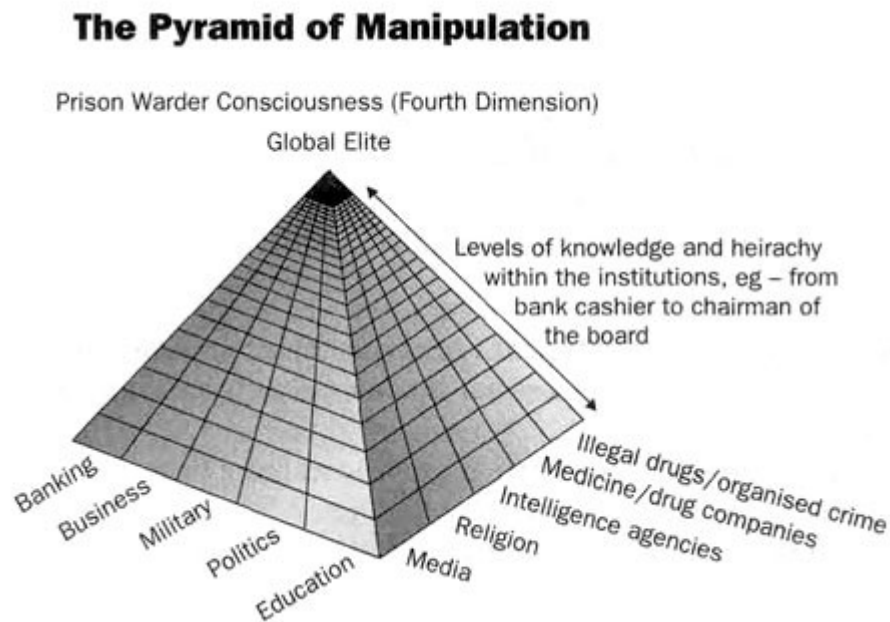 The Pyramid of Manipulation
Prison Warder Consciousness (Fourth Dimension)
Global Elite
Levels of knowledge and heirachy
within the institutions, eg – from
bank cashier to chairman of
the board
Banking
Business
Military
Politics
Education
Media
Religion
Intelligence agencies
Medicine/drug companies
Illegal drugs/organised crime